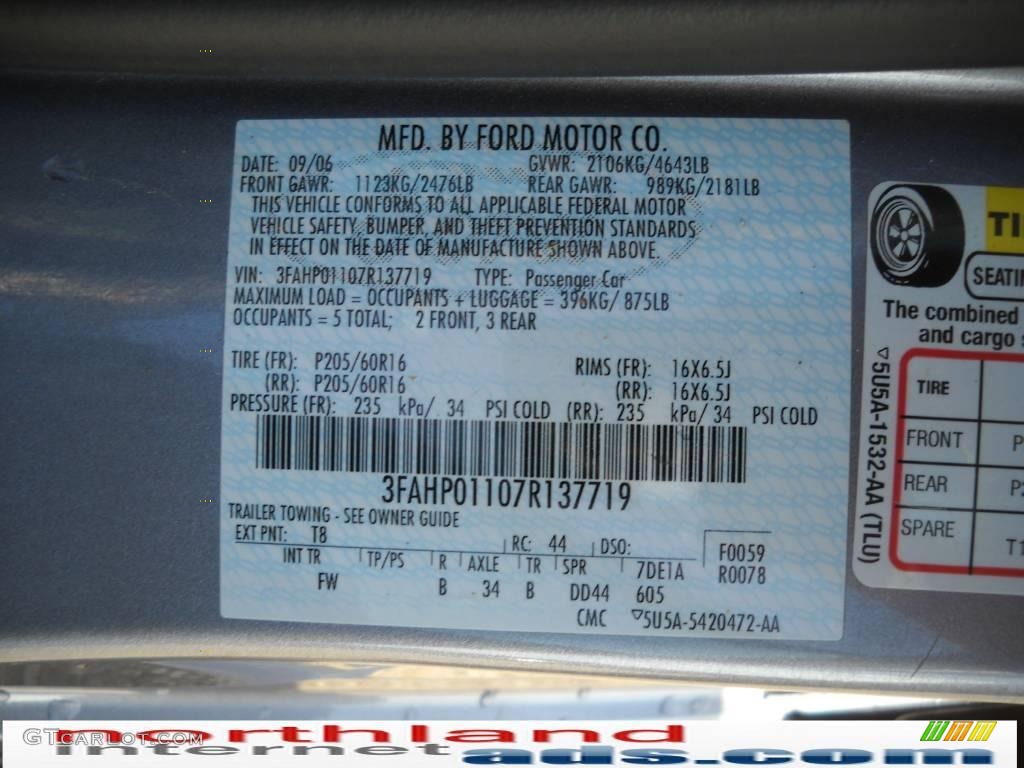 MFD. BY FORD MOTOR CO.
DATE: 09/06 GVWR: 2106KG/4643LB
FRONT GAWR: 1123KG/2476LB REAR GAWR: 989KG/2181LB
THIS VEHICLE CONFORMS TO ALL APPLICABLE FEDERAL MOTOR
VEHICLE SAFETY, BUMPER, AND THEFT PREVENTION STANDARDS
IN EFFECT ON THE DATE OF MANUFACTURE SHOWN ABOVE.
VIN: 3FAHP01107R137719 TYPE: Passenger Car
MAXIMUM LOAD = OCCUPANTS + LUGGAGE = 396KG/ 875LB
OCCUPANTS = 5 TOTAL; 2 FRONT, 3 REAR
TIRE (FR): P205/60R16 RIMS (FR): 16X6.5J
(RR): P205/60R16 (RR): 16X6.5J
PRESSURE (FR): 235 kPa/ 34 PSI COLD (RR): 235 kPa/ 34 PSI COLD
3FAHP01107R137719
TRAILER TOWING - SEE OWNER GUIDE
EXT PNT: T8 RC: 44 DSO: F0059
INT TR TP/PS R AXLE TR SPR 7DE1A R0078
FW B 34 B DD44 605
CMC ▽5U5A-5420472-AA
TI
SEATIN
The combined
and cargo
▽5U5A-1532-AA (TLU)
TIRE
FRONT P
REAR P2
SPARE T1
GTCarLot.com
northland
internet ads.com